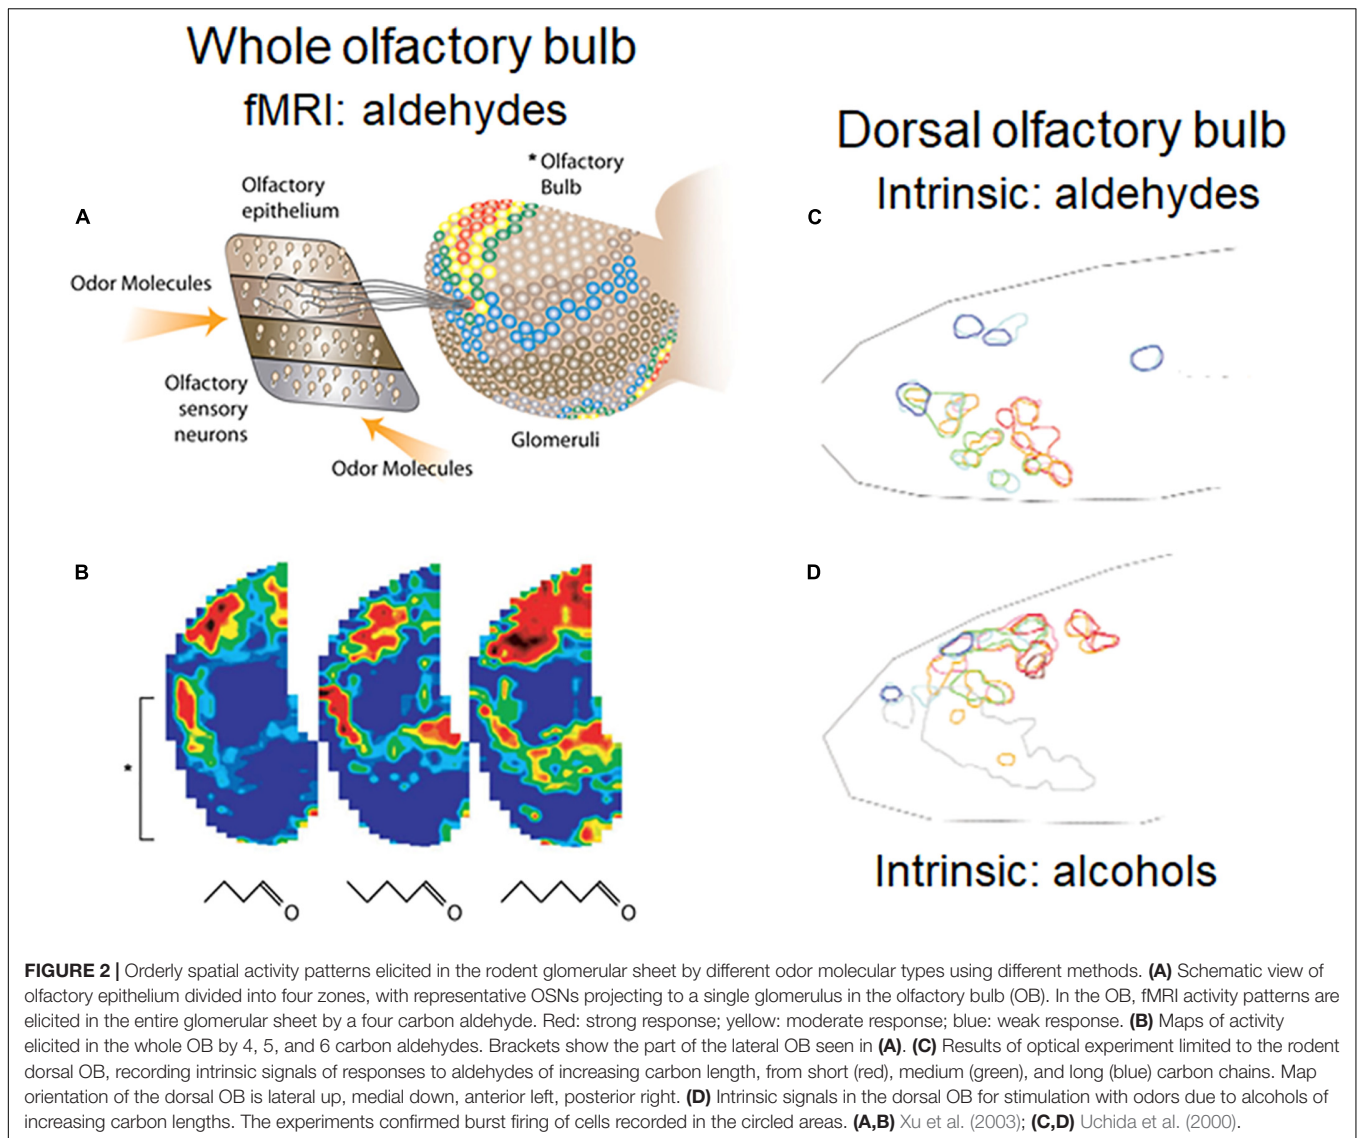 Whole olfactory bulb
fMRI: aldehydes
Dorsal olfactory bulb
Intrinsic: aldehydes
A
Olfactory
epithelium
* Olfactory
Bulb
Odor Molecules
Olfactory
sensory
neurons
Glomeruli
Odor Molecules
C
B
*
O
O
O
D
Intrinsic: alcohols
FIGURE 2 | Orderly spatial activity patterns elicited in the rodent glomerular sheet by different odor molecular types using different methods. (A) Schematic view of
olfactory epithelium divided into four zones, with representative OSNs projecting to a single glomerulus in the olfactory bulb (OB). In the OB, fMRI activity patterns are
elicited in the entire glomerular sheet by a four carbon aldehyde. Red: strong response; yellow: moderate response; blue: weak response. (B) Maps of activity
elicited in the whole OB by 4, 5, and 6 carbon aldehydes. Brackets show the part of the lateral OB seen in (A). (C) Results of optical experiment limited to the rodent
dorsal OB, recording intrinsic signals of responses to aldehydes of increasing carbon length, from short (red), medium (green), and long (blue) carbon chains. Map
orientation of the dorsal OB is lateral up, medial down, anterior left, posterior right. (D) Intrinsic signals in the dorsal OB for stimulation with odors due to alcohols of
increasing carbon lengths. The experiments confirmed burst firing of cells recorded in the circled areas. (A,B) Xu et al. (2003); (C,D) Uchida et al. (2000).